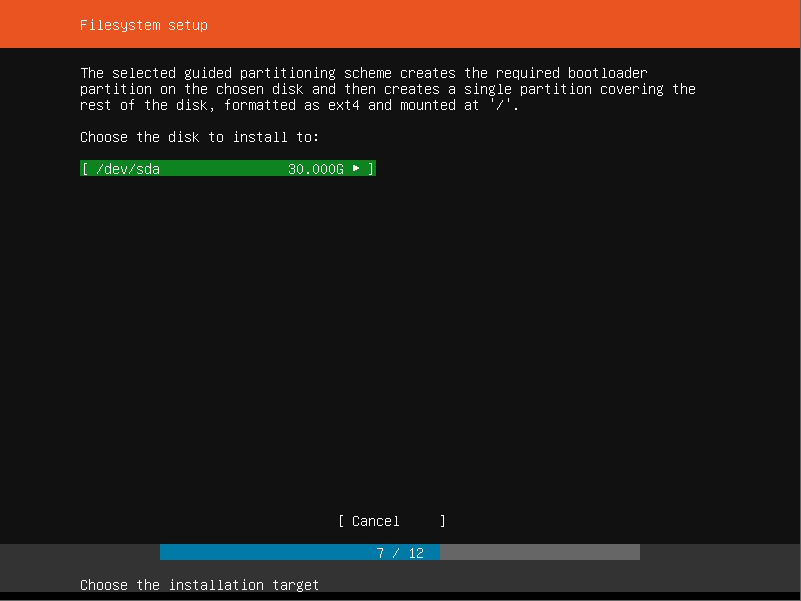 Filesystem setup
The selected guided partitioning scheme creates the required bootloader
partition on the chosen disk and then creates a single partition covering the
rest of the disk, formatted as ext4 and mounted at '/'.
Choose the disk to install to:
[ /dev/sda 30.000G ► ]
[ Cancel ]
7 / 12
Choose the installation target